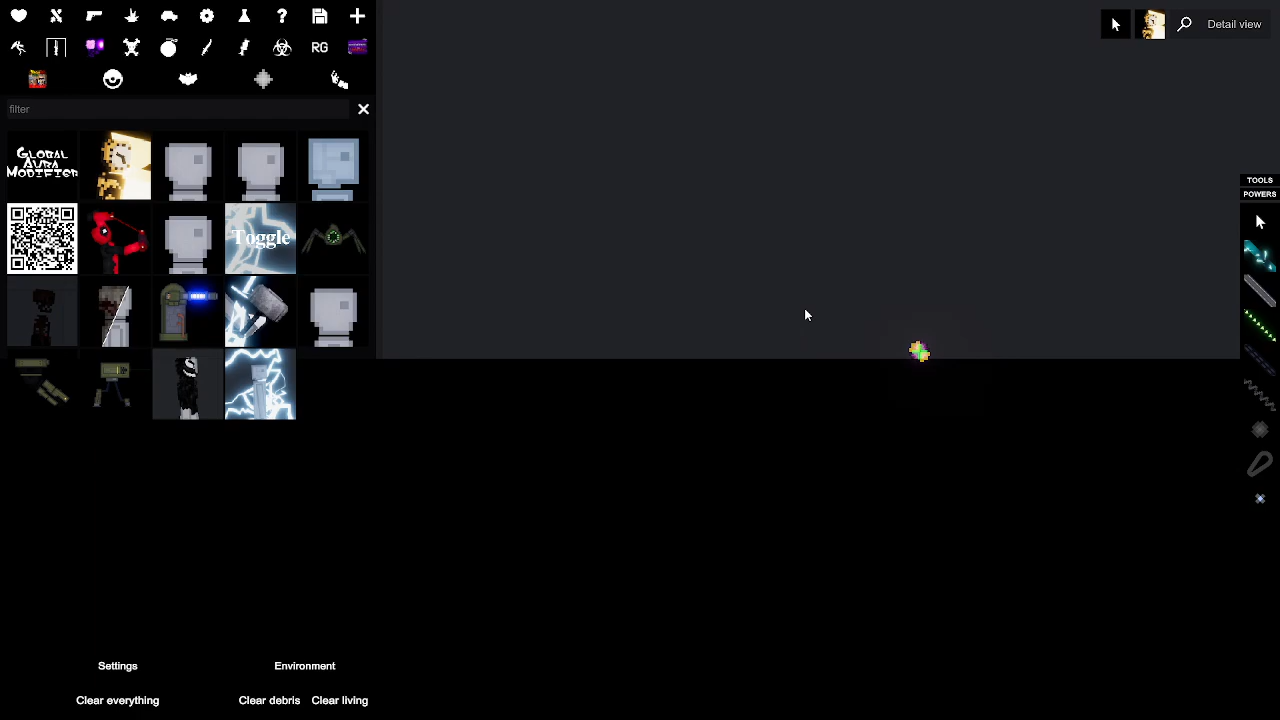 RG
Detail view
filter
GLOBAL
AURA
MODIFIER
Toggle
TOOLS
POWERS
Settings
Environment
Clear everything
Clear debris
Clear living